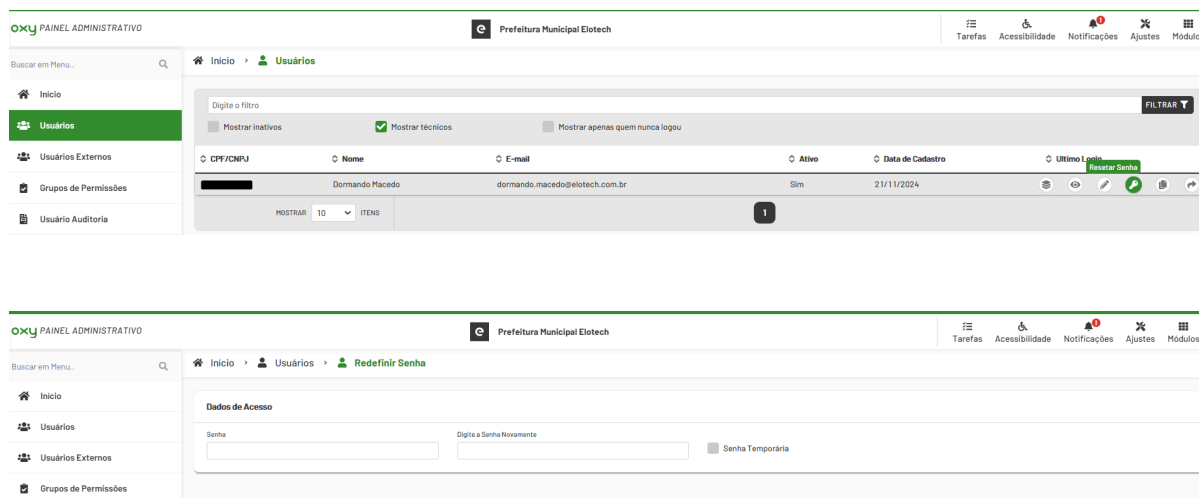 oxy PAINEL ADMINISTRATIVO
e Prefeitura Municipal Elotech
Tarefas Acessibilidade Notificações Ajustes Módulo
Buscar em Menu..
Início > Usuários
Início
Usuários
Usuários Externos
Grupos de Permissões
Usuário Auditoria
Digite o filtro
FILTRAR
Mostrar inativos Mostrar técnicos Mostrar apenas quem nunca logou
CPF/CNPJ Nome E-mail Ativo Data de Cadastro Ultimo Login
Resetar Senha
Dormando Macedo dormando.macedo@elotech.com.br Sim 21/11/2024
MOSTRAR 10 ITENS
1
oxy PAINEL ADMINISTRATIVO
e Prefeitura Municipal Elotech
Tarefas Acessibilidade Notificações Ajustes Módulos
Buscar em Menu..
Início > Usuários > Redefinir Senha
Início
Usuários
Usuários Externos
Grupos de Permissões
Dados de Acesso
Senha
Digite a Senha Novamente
Senha Temporária